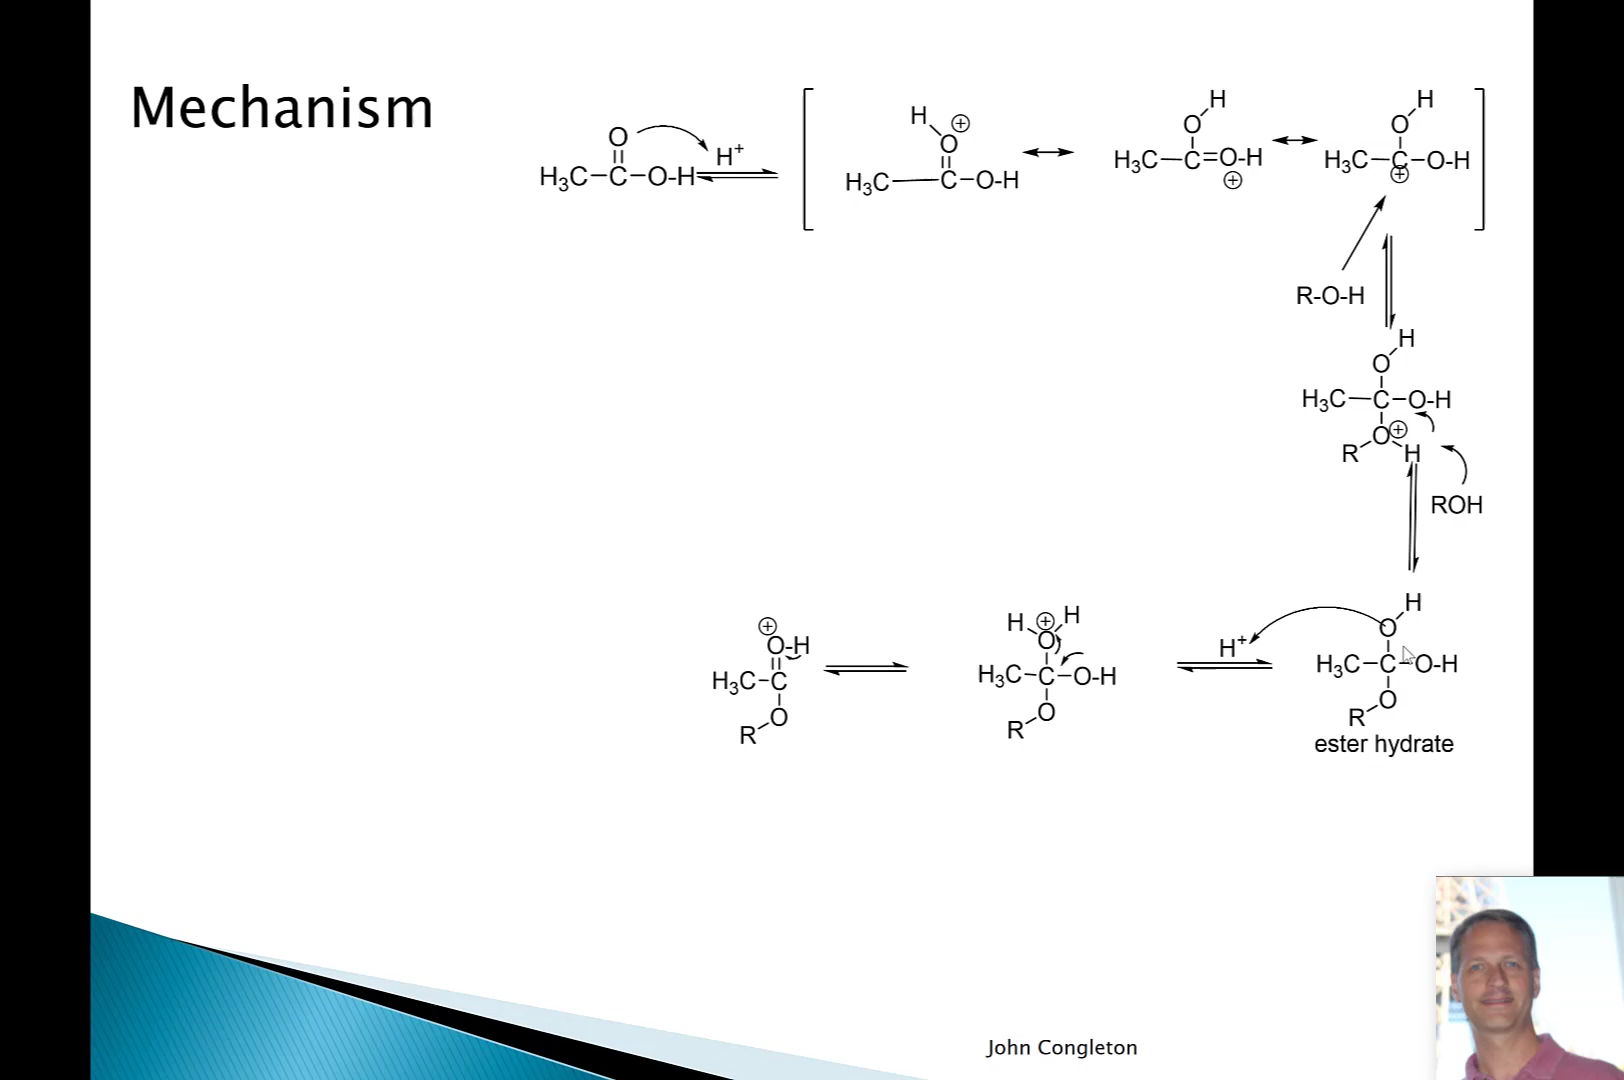 Mechanism
O
H₃C-C-O-H
H⁺
H
O ⊕
H₃C-C-O-H
H
O
H₃C-C=O-H
⊕
H
O
H₃C-C-O-H
⊕
R-O-H
H
O
H₃C-C-O-H
O ⊕
R H
ROH
⊕
O-H
H₃C-C
O
R
H ⊕ H
O
H₃C-C-O-H
O
R
H⁺
H
O
H₃C-C-O-H
O
R
ester hydrate
John Congleton